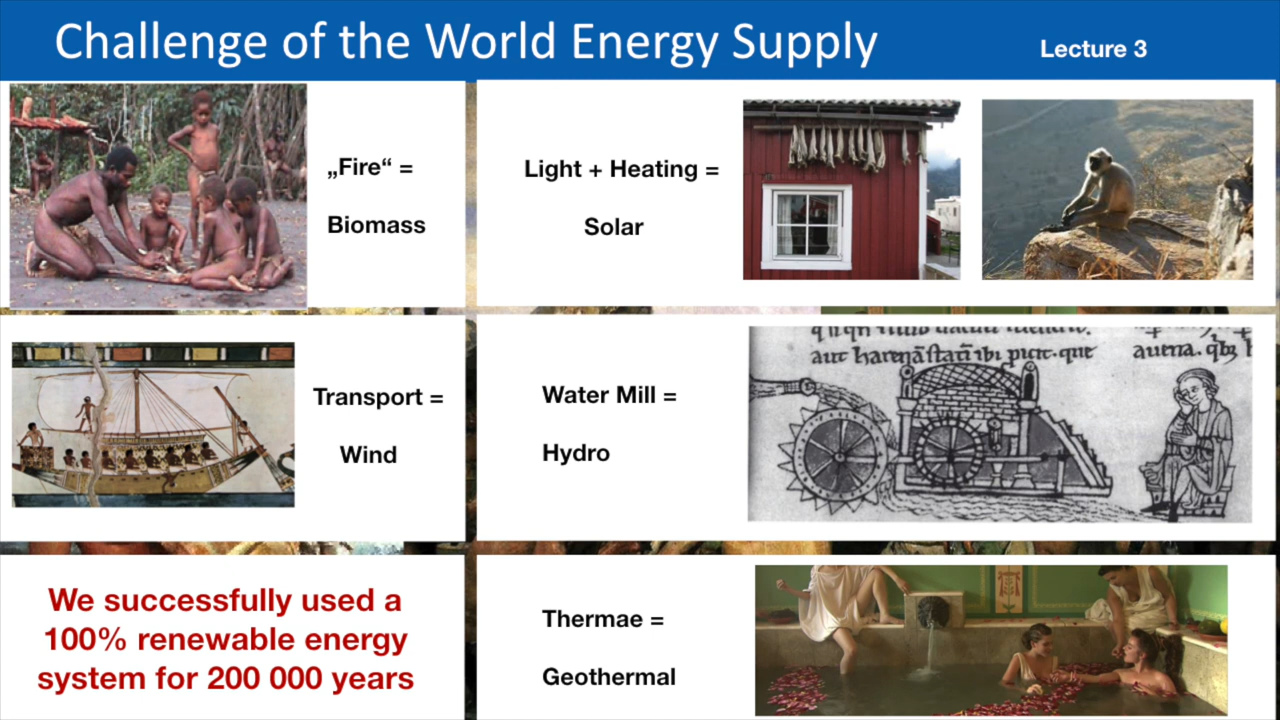 Challenge of the World Energy Supply
Lecture 3
„Fire“ =
Biomass
Light + Heating =
Solar
Transport =
Wind
Water Mill =
Hydro
We successfully used a
100% renewable energy
system for 200 000 years
Thermae =
Geothermal